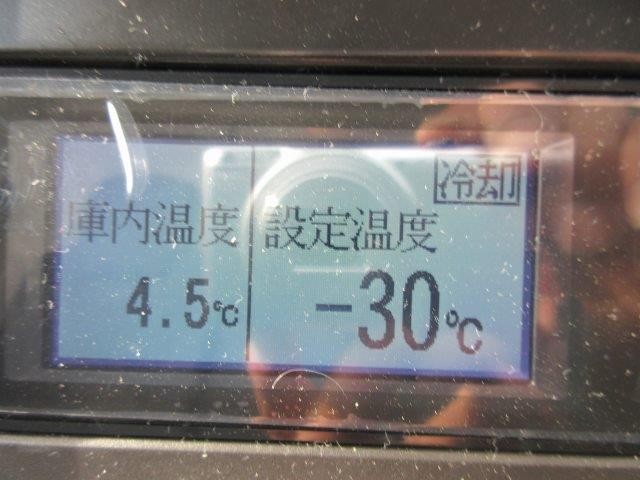 冷却
庫内温度 設定温度
4.5℃ -30℃